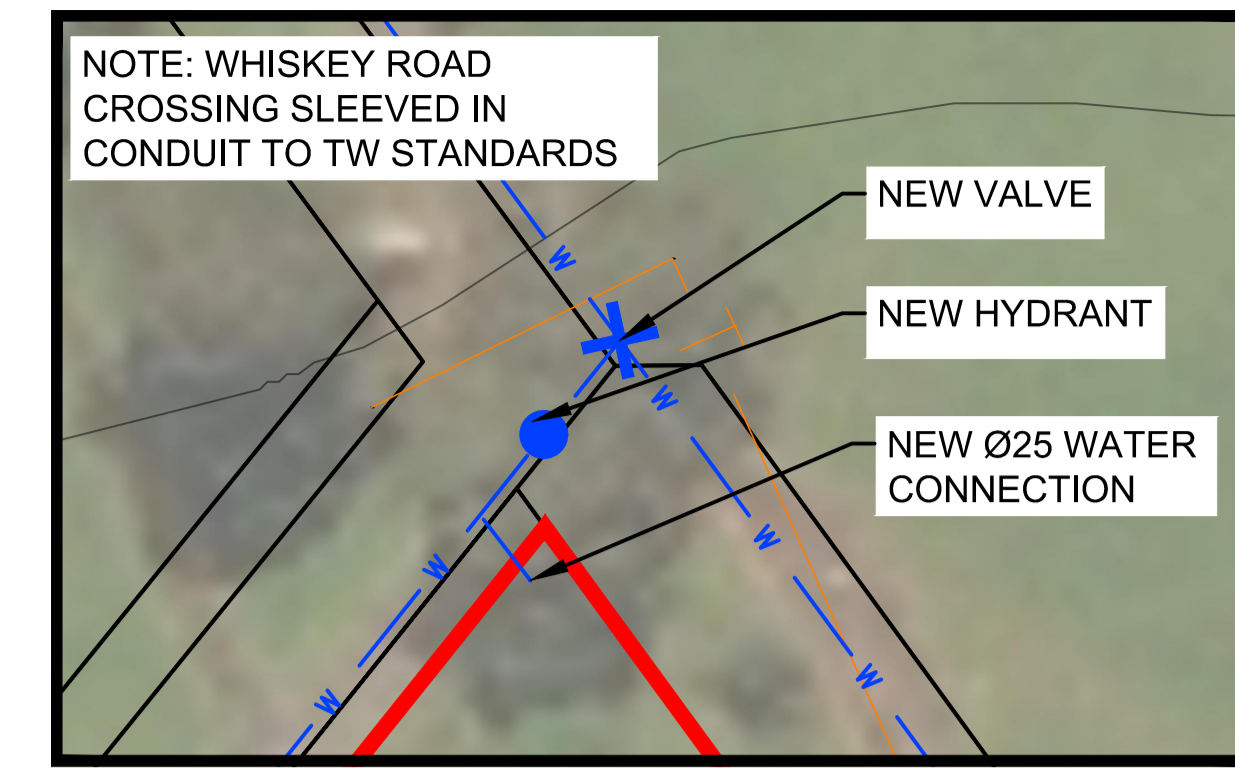 NOTE: WHISKEY ROAD
CROSSING SLEEVED IN
CONDUIT TO TW STANDARDS
NEW VALVE
NEW HYDRANT
NEW Ø25 WATER
CONNECTION
W
W
W
W
W
W